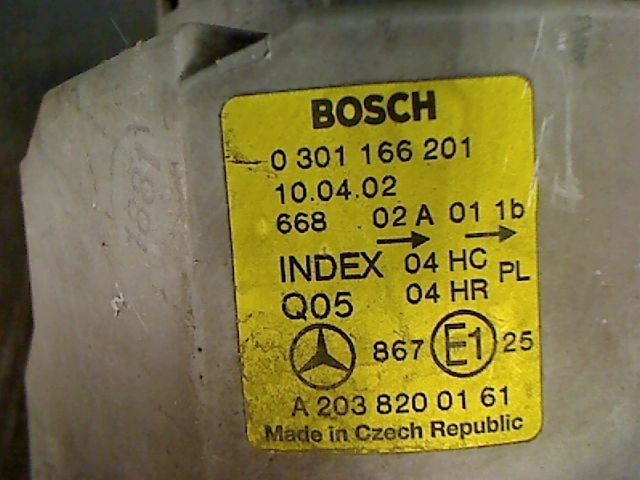 BOSCH
0 301 166 201
10.04.02
668 02 A 01 1b
INDEX 04 HC PL
Q05 04 HR
867 E1 25
A 203 820 01 61
Made in Czech Republic